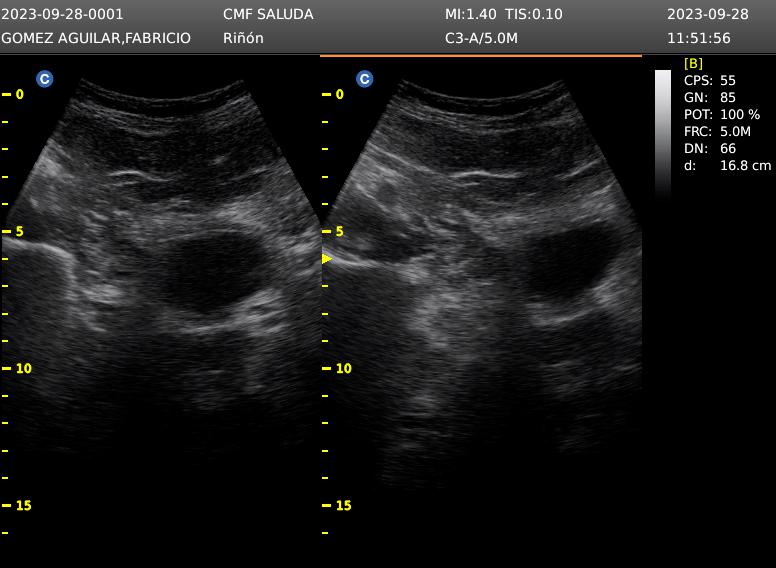 2023-09-28-0001 CMF SALUDA MI:1.40 TIS:0.10 2023-09-28
GOMEZ AGUILAR,FABRICIO Riñón C3-A/5.0M 11:51:56
C C
[B]
CPS: 55
GN: 85
POT: 100 %
FRC: 5.0M
DN: 66
d: 16.8 cm
0 0
5 5
10 10
15 15